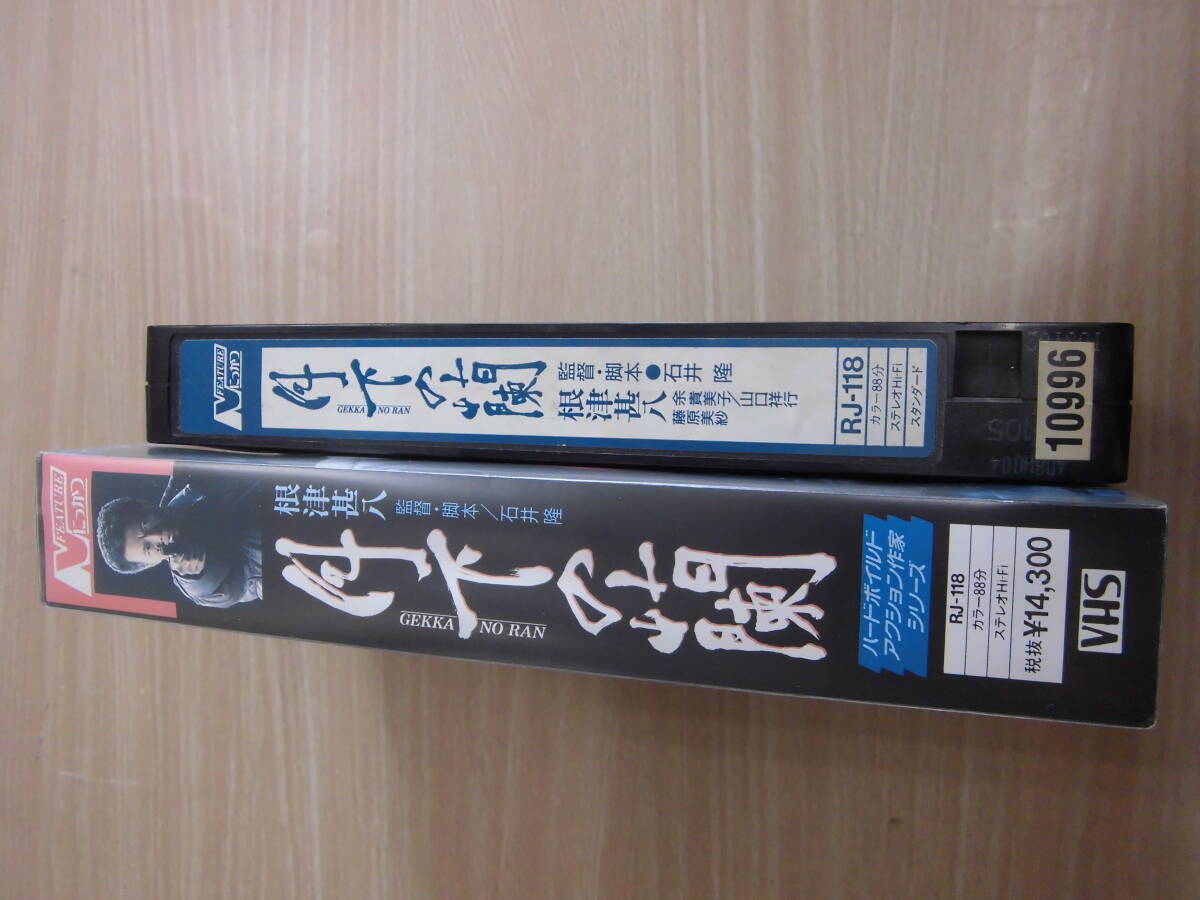 N FEATURE
にっかつ
月下の蘭
GEKKA NO RAN
監督・脚本●石井 隆
根津甚八
余貴美子/山口祥行
藤原美紗
RJ-118
カラー88分
ステレオHi-Fi
スタンダード
10996
N FEATURE
にっかつ
根津甚八
監督・脚本/石井 隆
月下の蘭
GEKKA NO RAN
ハード・ボイルド
アクション作家
シリーズ
RJ-118
カラー88分
ステレオHi-Fi
税抜¥14,300
VHS